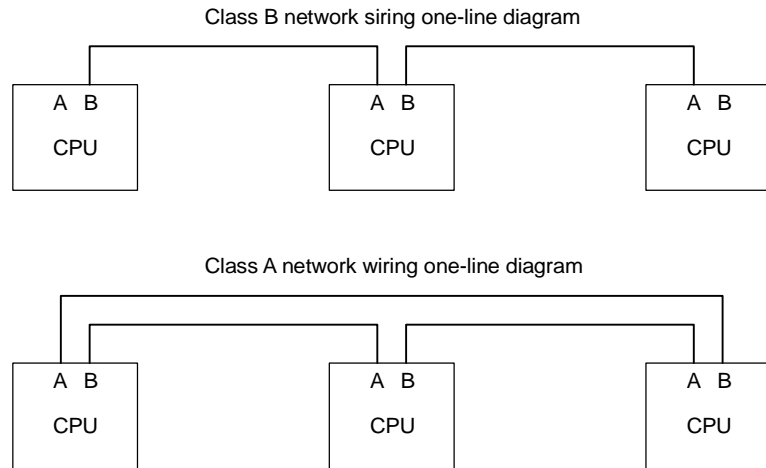 Class B network siring one-line diagram
A B A B A B
CPU CPU CPU
Class A network wiring one-line diagram
A B A B A B
CPU CPU CPU